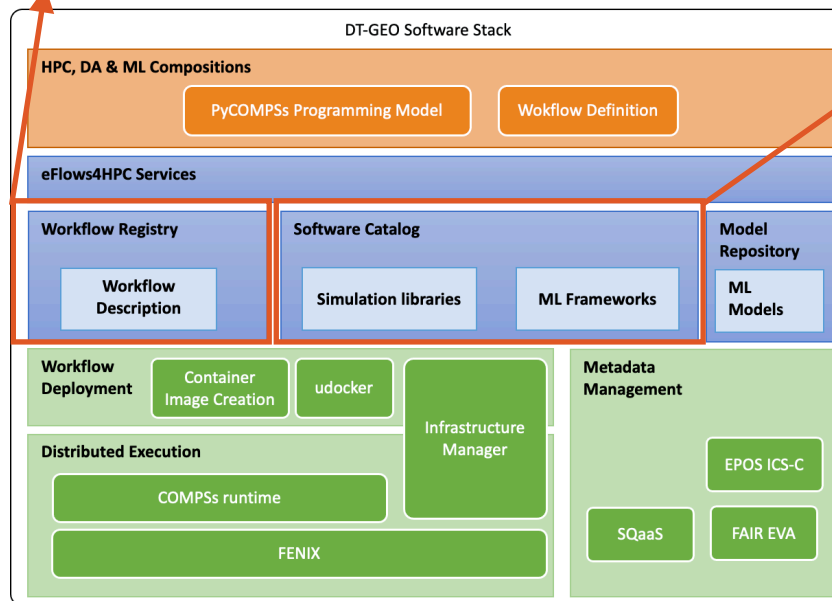 DT-GEO Software Stack
HPC, DA & ML Compositions
PyCOMPSs Programming Model
Wokflow Definition
eFlows4HPC Services
Workflow Registry
Workflow
Description
Software Catalog
Simulation libraries
ML Frameworks
Model
Repository
ML
Models
Workflow
Deployment
Container
Image Creation
udocker
Infrastructure
Manager
Distributed Execution
COMPSs runtime
FENIX
Metadata
Management
EPOS ICS-C
SQaaS
FAIR EVA